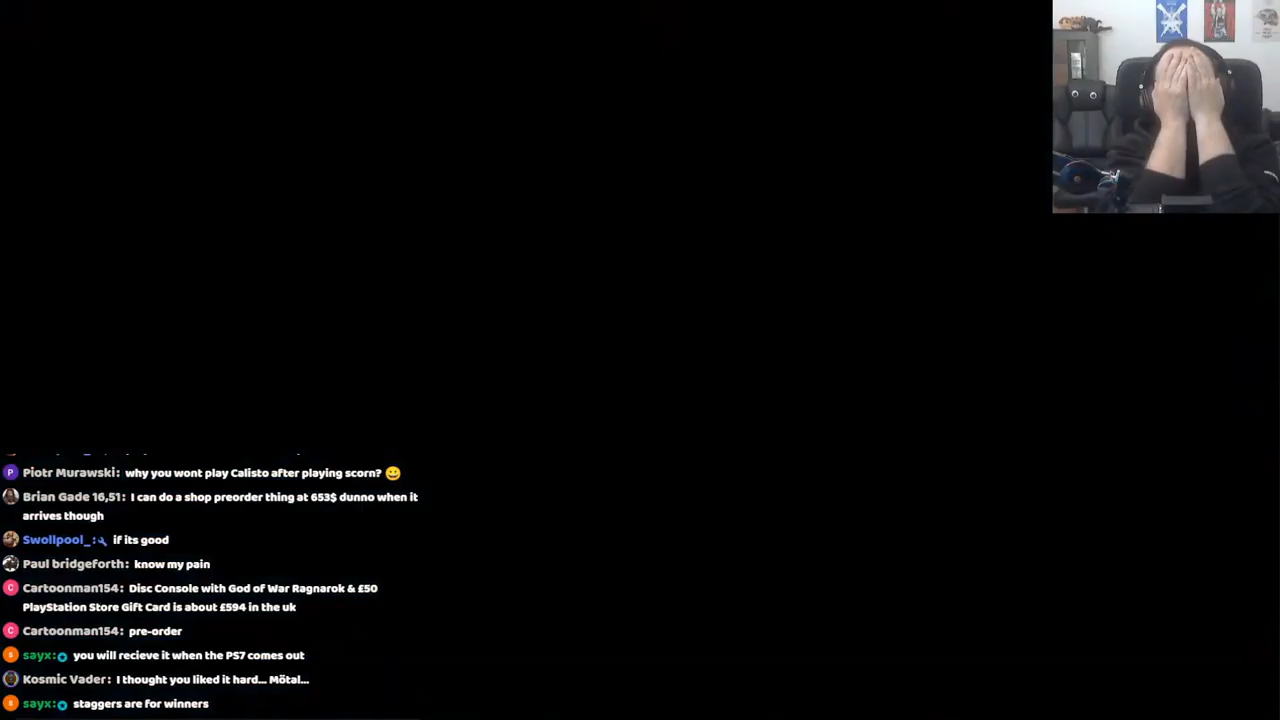 Piotr Murawski: why you wont play Calisto after playing scorn? 😀
Brian Gade 16,51: I can do a shop preorder thing at 653$ dunno when it
arrives though
Swollpool_: if its good
Paul bridgeforth: know my pain
Cartoonman154: Disc Console with God of War Ragnarok & £50
PlayStation Store Gift Card is about £594 in the uk
Cartoonman154: pre-order
sayx: you will recieve it when the PS7 comes out
Kosmic Vader: I thought you liked it hard... Mötal...
sayx: staggers are for winners